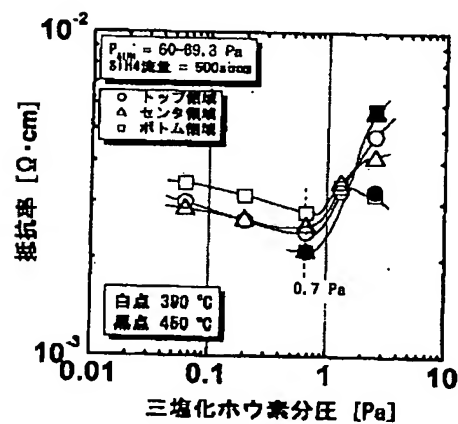 10⁻²
P = 60-69.3 Pa
SiH4流量 = 500sccm
○ トップ領域
△ センタ領域
□ ボトム領域
抵抗率 [Ω・cm]
0.7 Pa
白点 390 ℃
黒点 450 ℃
10⁻³
0.01 0.1 1 10
三塩化ホウ素分圧 [Pa]